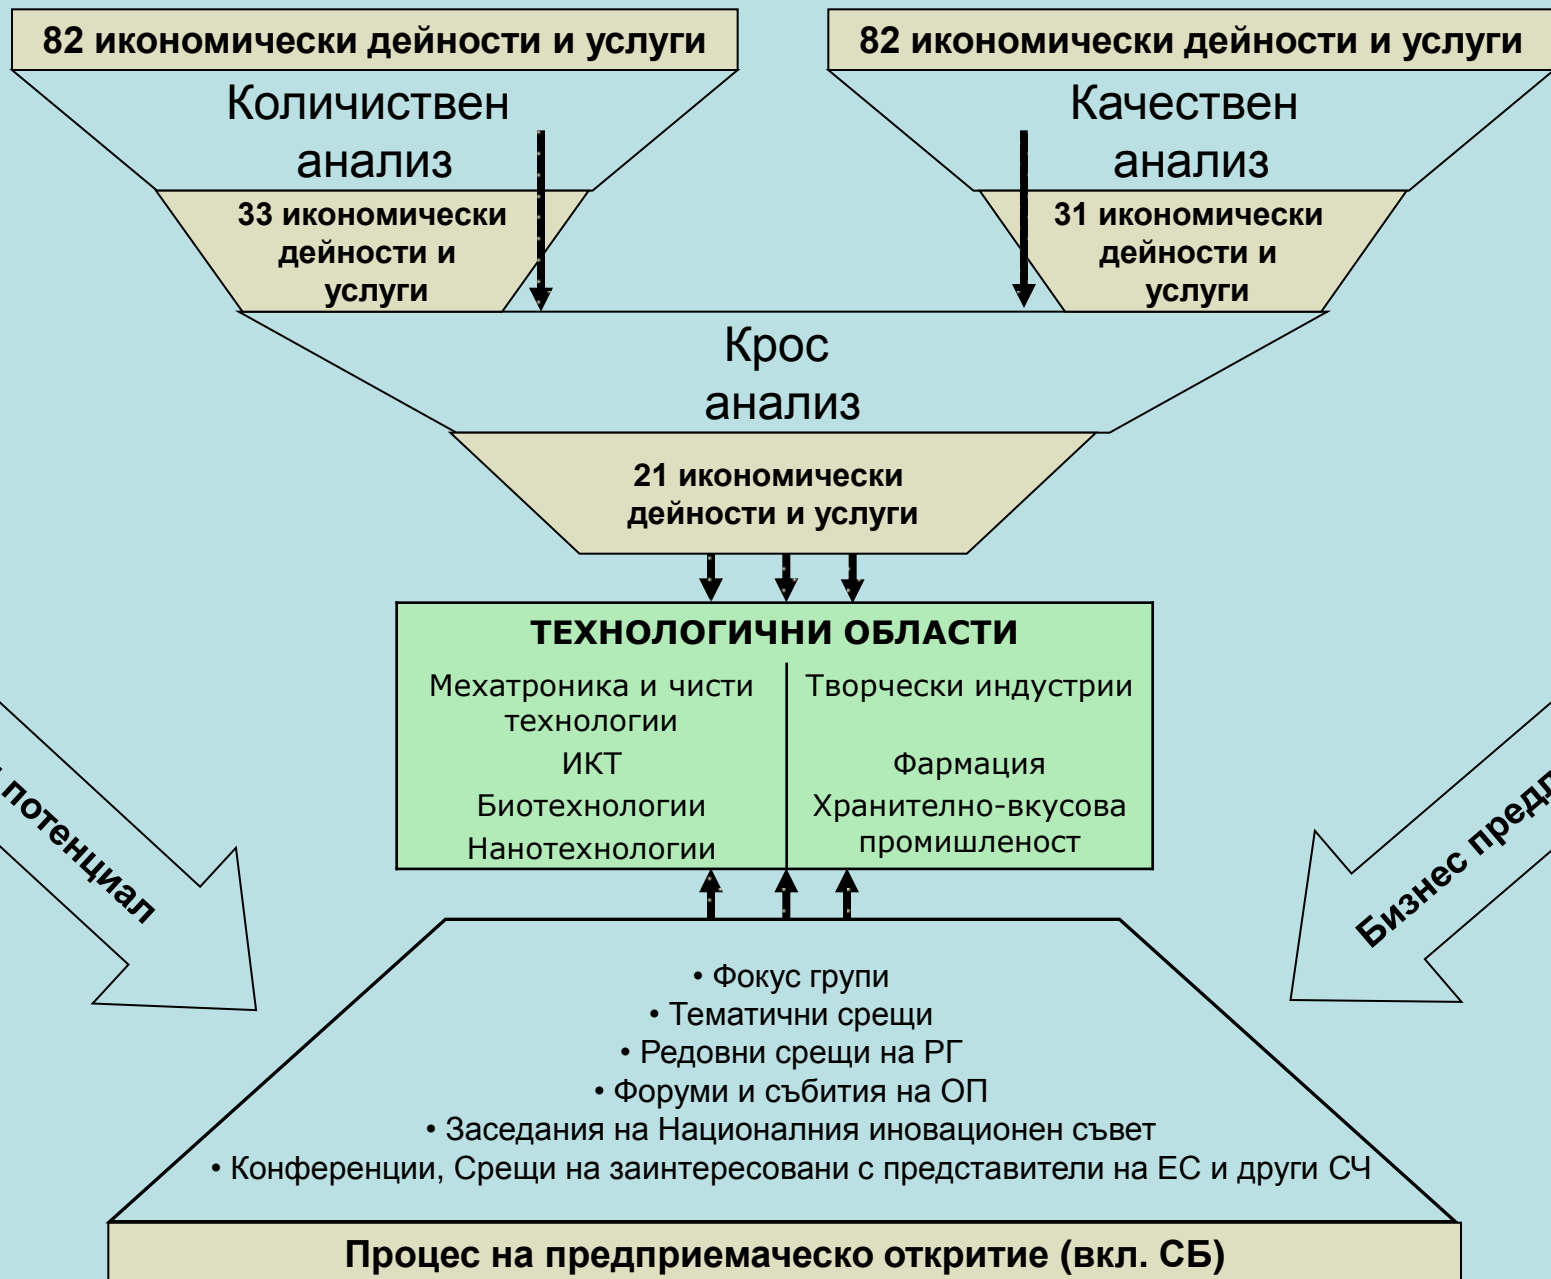 82 икономически дейности и услуги
82 икономически дейности и услуги
Количиствен
анализ
Качествен
анализ
33 икономически
дейности и
услуги
31 икономически
дейности и
услуги
Крос
анализ
21 икономически
дейности и услуги
ТЕХНОЛОГИЧНИ ОБЛАСТИ
Мехатроника и чисти
технологии
ИКТ
Биотехнологии
Нанотехнологии
Творчески индустрии
Фармация
Хранително-вкусова
промишленост
потенциал
Бизнес
• Фокус групи
• Тематични срещи
• Редовни срещи на РГ
• Форуми и събития на ОП
• Заседания на Националния иновационен съвет
• Конференции, Срещи на заинтересовани с представители на ЕС и други СЧ
Процес на предприемаческо откритие (вкл. СБ)